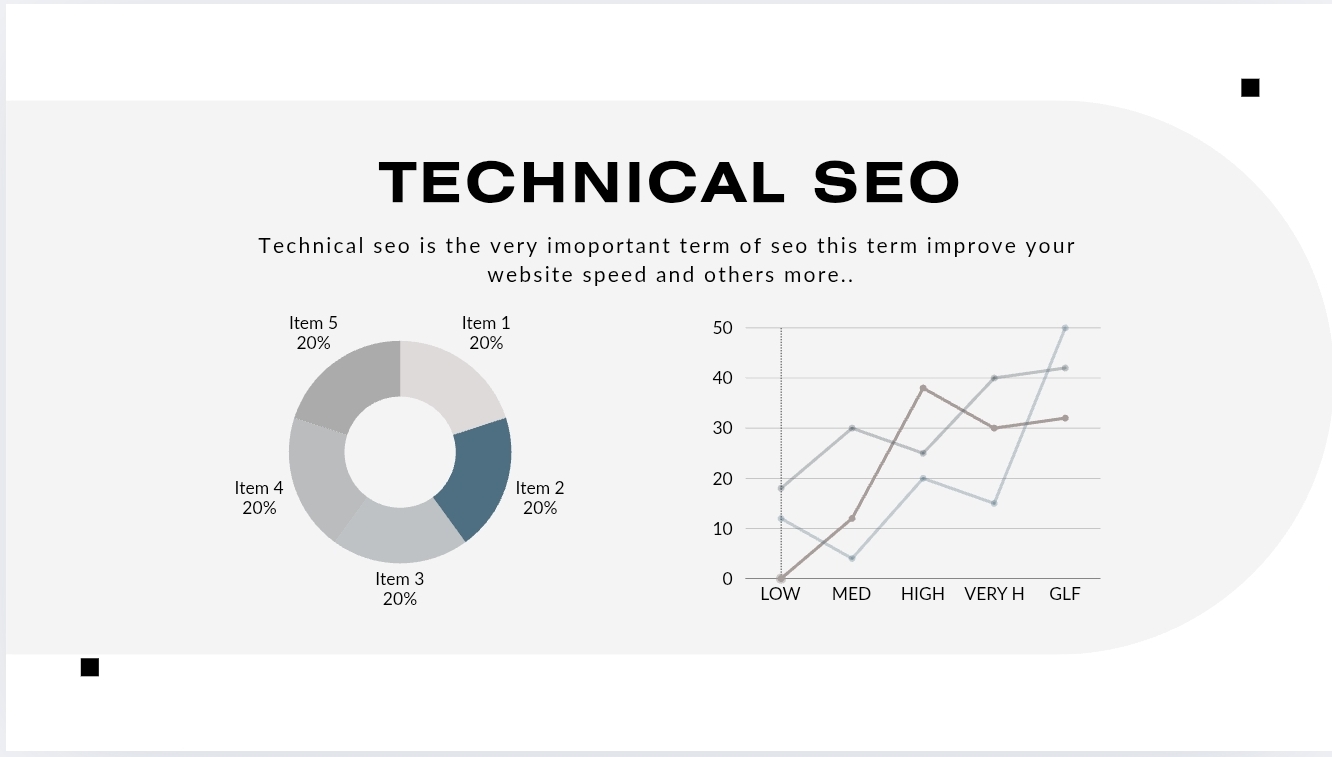 TECHNICAL SEO
Technical seo is the very imoportant term of seo this term improve your
website speed and others more..
Item 5
20%
Item 1
20%
Item 4
20%
Item 2
20%
Item 3
20%
50
40
30
20
10
0
LOW MED HIGH VERY H GLF